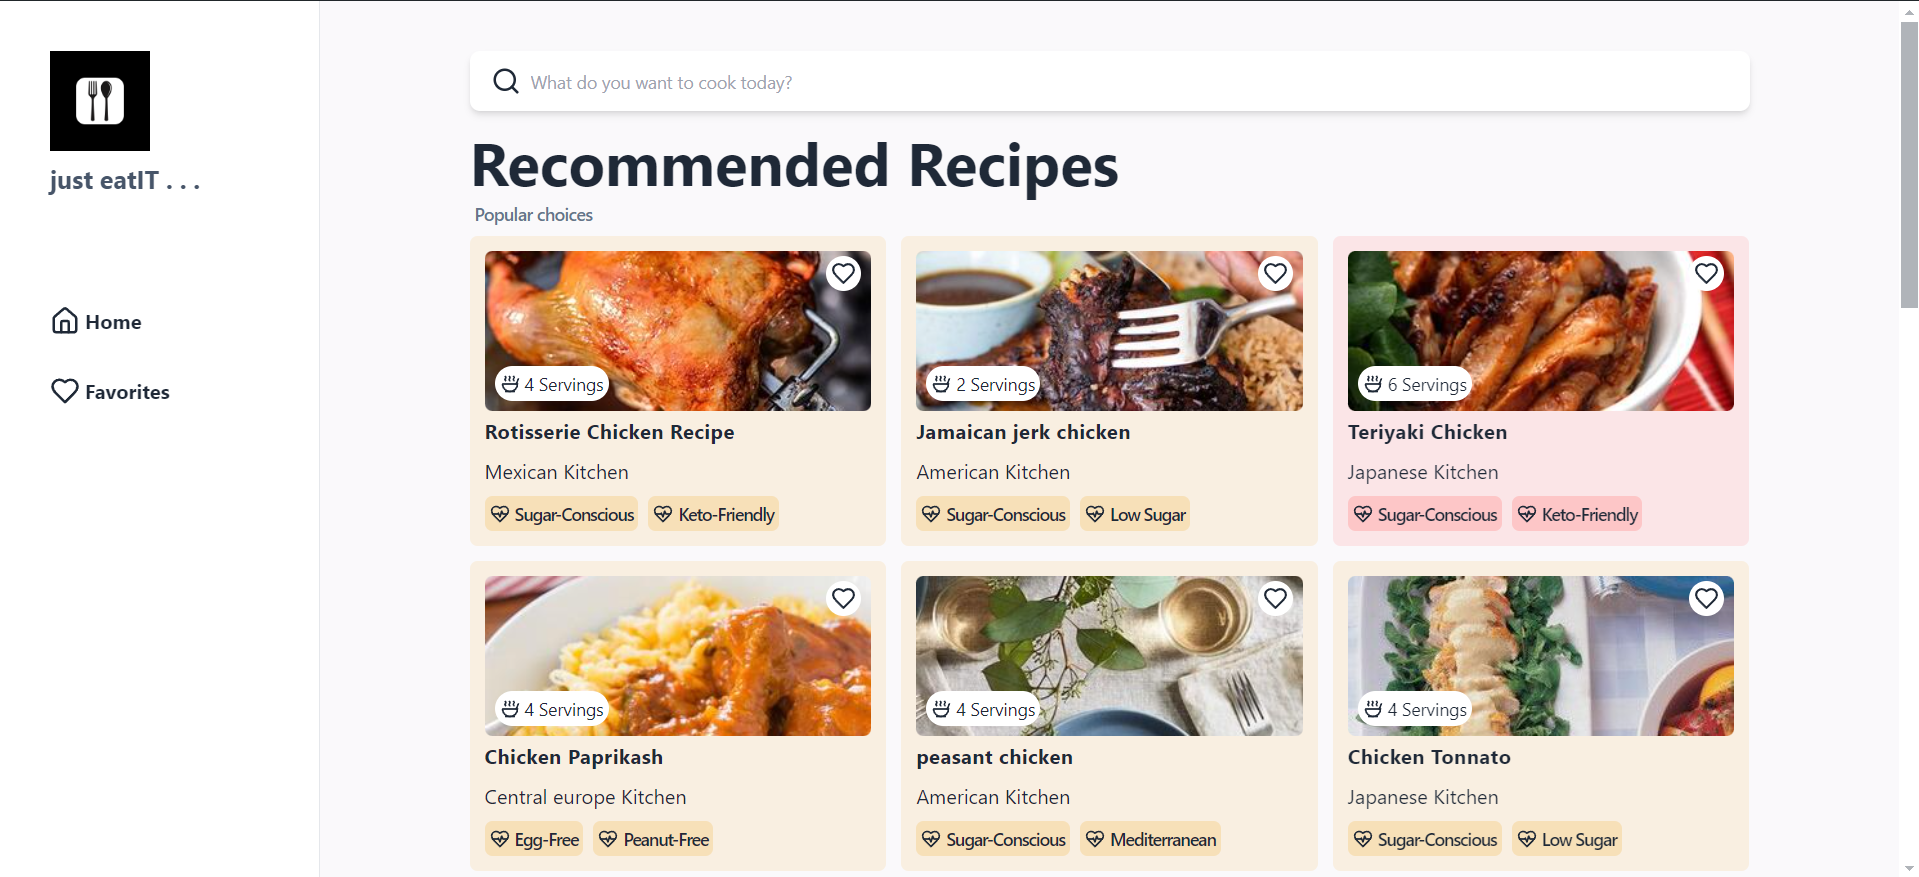 just eatIT . . .
Home
Favorites
What do you want to cook today?
Recommended Recipes
Popular choices
4 Servings
Rotisserie Chicken Recipe
Mexican Kitchen
Sugar-Conscious Keto-Friendly
2 Servings
Jamaican jerk chicken
American Kitchen
Sugar-Conscious Low Sugar
6 Servings
Teriyaki Chicken
Japanese Kitchen
Sugar-Conscious Keto-Friendly
4 Servings
Chicken Paprikash
Central europe Kitchen
Egg-Free Peanut-Free
4 Servings
peasant chicken
American Kitchen
Sugar-Conscious Mediterranean
4 Servings
Chicken Tonnato
Japanese Kitchen
Sugar-Conscious Low Sugar